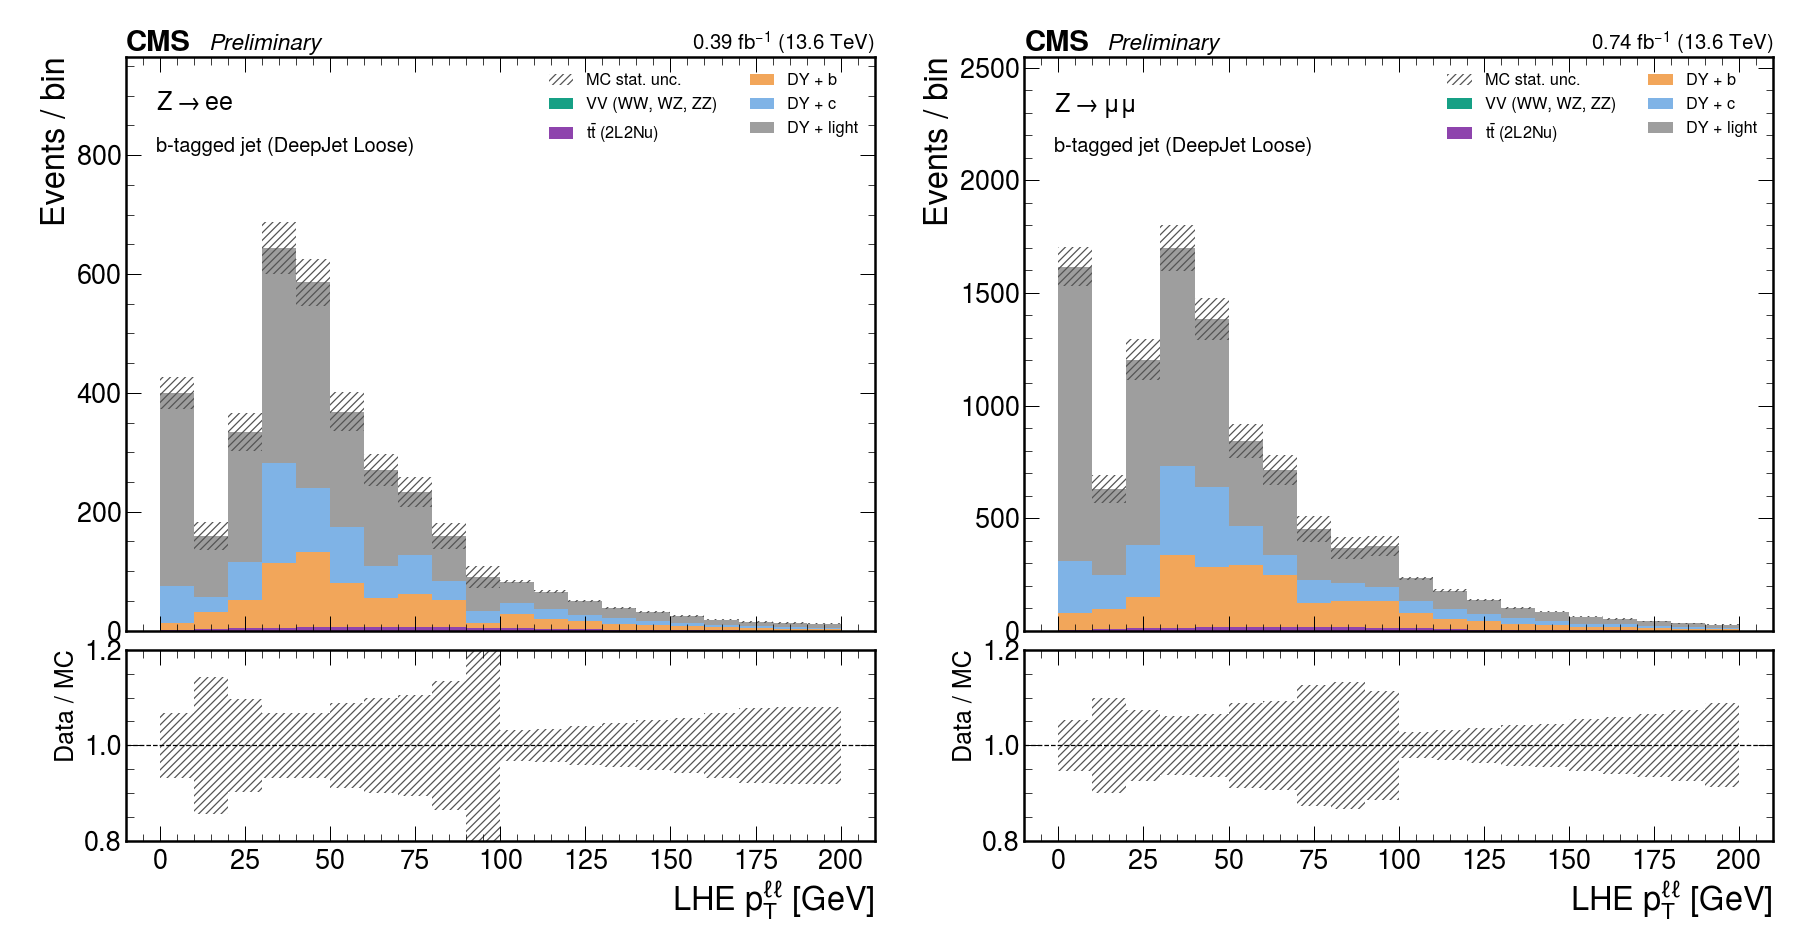 CMS Preliminary 0.39 fb⁻¹ (13.6 TeV)
Events / bin
Z → ee
b-tagged jet (DeepJet Loose)
MC stat. unc.
VV (WW, WZ, ZZ)
tt̄ (2L2Nu)
DY + b
DY + c
DY + light
800
600
400
200
0
Data / MC
1.2
1.0
0.8
0 25 50 75 100 125 150 175 200
LHE p_T^ℓℓ [GeV]
CMS Preliminary 0.74 fb⁻¹ (13.6 TeV)
Events / bin
Z → μμ
b-tagged jet (DeepJet Loose)
MC stat. unc.
VV (WW, WZ, ZZ)
tt̄ (2L2Nu)
DY + b
DY + c
DY + light
2500
2000
1500
1000
500
0
Data / MC
1.2
1.0
0.8
0 25 50 75 100 125 150 175 200
LHE p_T^ℓℓ [GeV]